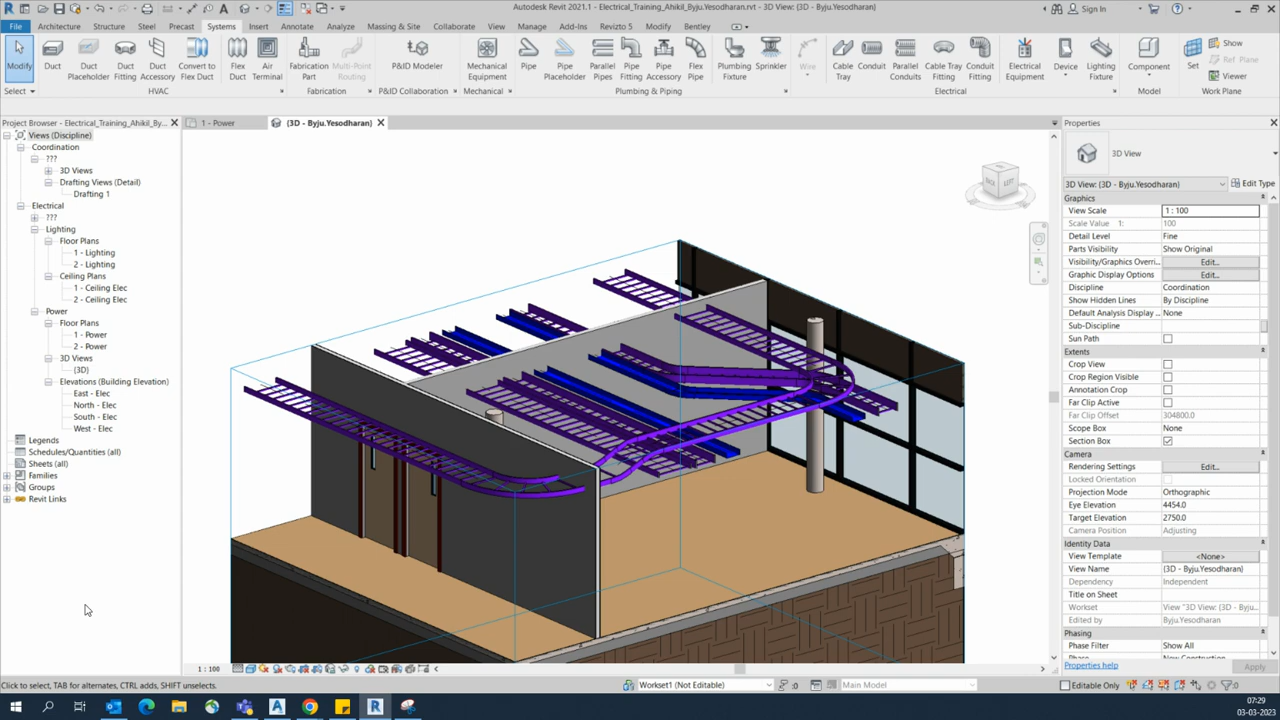 Autodesk Revit 2021.1 - Electrical_Training_Ahikil_Byju.Yesodharan.rvt - 3D View: (3D - Byju.Yesodharan)
Sign In
File Architecture Structure Steel Precast Systems Insert Annotate Analyze Massing & Site Collaborate View Manage Add-Ins Revizto 5 Modify Bentley
Modify
Duct
Duct Placeholder
Duct Fitting
Duct Accessory
Convert to Flex Duct
Flex Duct
Air Terminal
Fabrication Part
Multi-Point Routing
P&ID Modeler
Mechanical Equipment
Pipe
Pipe Placeholder
Parallel Pipes
Pipe Fitting
Pipe Accessory
Flex Pipe
Plumbing Fixture
Sprinkler
Wire
Cable Tray
Conduit
Parallel Conduits
Cable Tray Fitting
Conduit Fitting
Electrical Equipment
Device
Lighting Fixture
Component
Set
Show
Ref Plane
Viewer
Select HVAC Fabrication P&ID Collaboration Mechanical Plumbing & Piping Electrical Model Work Plane
Project Browser - Electrical_Training_Ahikil_By...
1 - Power
(3D - Byju.Yesodharan)
Views (Discipline)
Coordination
???
3D Views
Drafting Views (Detail)
Drafting 1
Electrical
???
Lighting
Floor Plans
1 - Lighting
2 - Lighting
Ceiling Plans
1 - Ceiling Elec
2 - Ceiling Elec
Power
Floor Plans
1 - Power
2 - Power
3D Views
(3D)
Elevations (Building Elevation)
East - Elec
North - Elec
South - Elec
West - Elec
Legends
Schedules/Quantities (all)
Sheets (all)
Families
Groups
Revit Links
BACK LEFT
Properties
3D View
3D View: (3D - Byju.Yesodharan) Edit Type
Graphics
View Scale 1 : 100
Scale Value 1: 100
Detail Level Fine
Parts Visibility Show Original
Visibility/Graphics Overri... Edit...
Graphic Display Options Edit...
Discipline Coordination
Show Hidden Lines By Discipline
Default Analysis Display ... None
Sub-Discipline
Sun Path
Extents
Crop View
Crop Region Visible
Annotation Crop
Far Clip Active
Far Clip Offset 304800.0
Scope Box None
Section Box
Camera
Rendering Settings Edit...
Locked Orientation
Projection Mode Orthographic
Eye Elevation 4454.0
Target Elevation 2750.0
Camera Position Adjusting
Identity Data
View Template <None>
View Name (3D - Byju.Yesodharan)
Dependency Independent
Title on Sheet
Workset View "3D View: (3D - Byju...
Edited by Byju.Yesodharan
Phasing
Phase Filter Show All
Properties help Apply
1 : 100
Click to select, TAB for alternates, CTRL adds, SHIFT unselects.
Workset1 (Not Editable) :0 Main Model Editable Only :0
07:29
03-03-2023